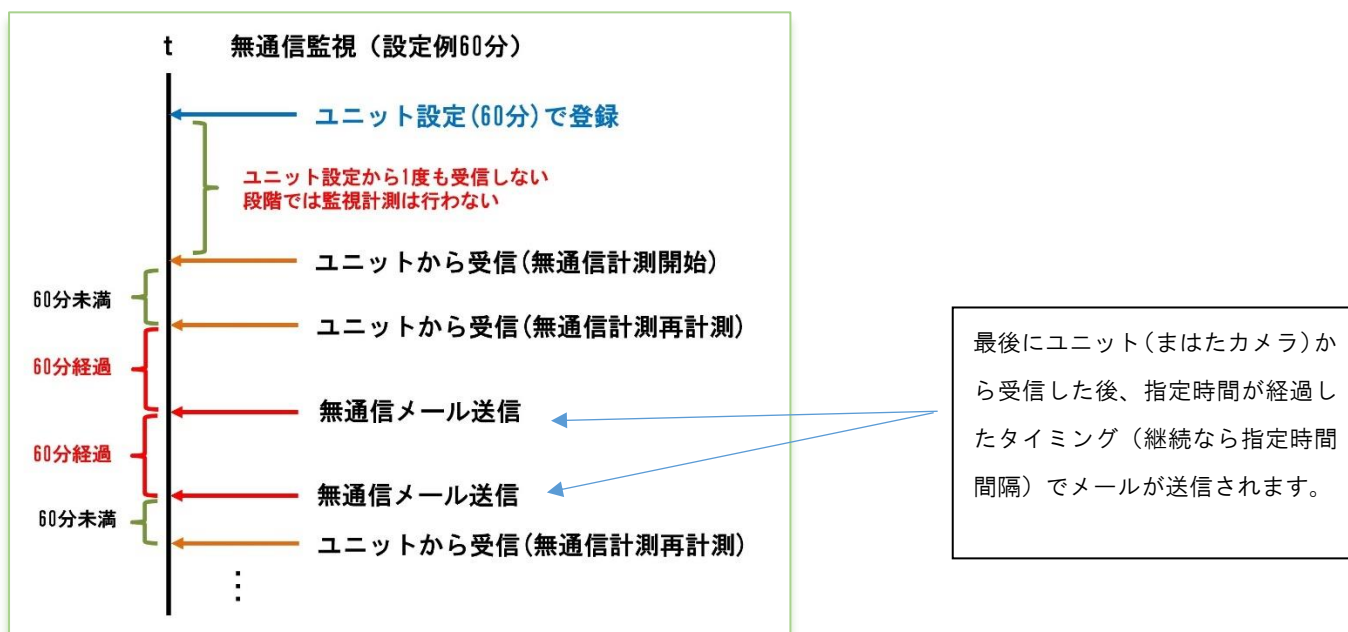 t 無通信監視（設定例60分）
ユニット設定(60分)で登録
ユニット設定から1度も受信しない
段階では監視計測は行わない
ユニットから受信(無通信計測開始)
60分未満
ユニットから受信(無通信計測再計測)
60分経過
無通信メール送信
60分経過
無通信メール送信
60分未満
ユニットから受信(無通信計測再計測)
⋮
最後にユニット(まはたカメラ)か
ら受信した後、指定時間が経過し
たタイミング（継続なら指定時間
間隔）でメールが送信されます。